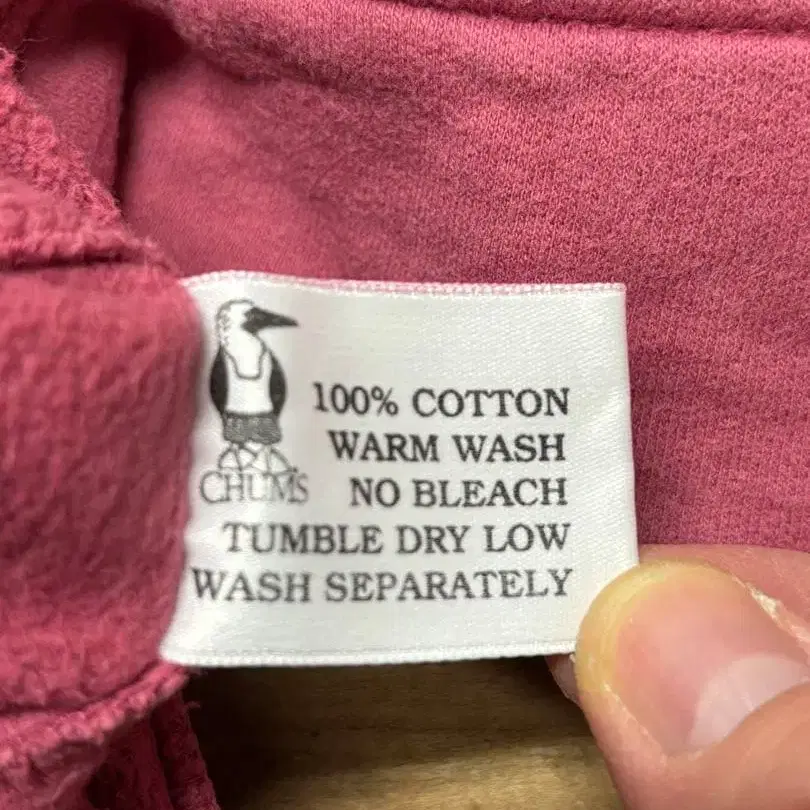 100% COTTON
WARM WASH
CHUMS NO BLEACH
TUMBLE DRY LOW
WASH SEPARATELY